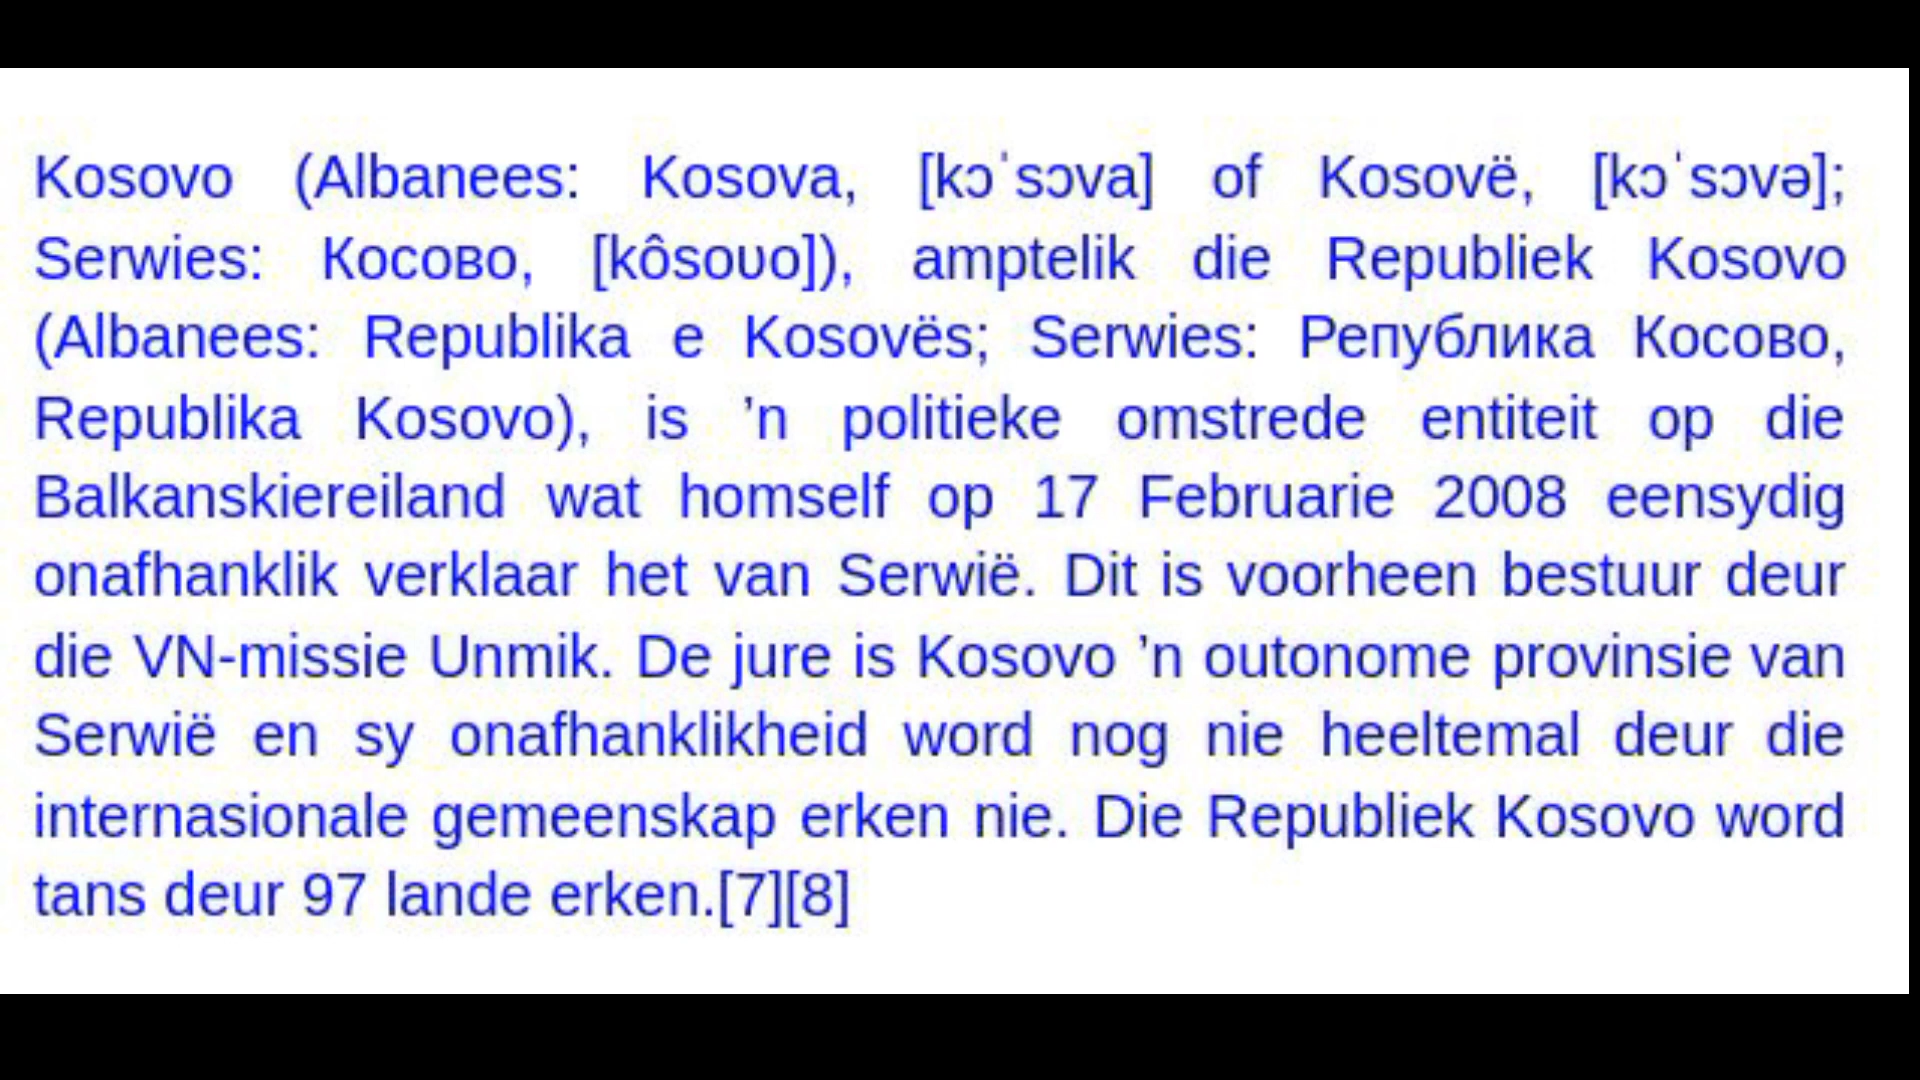 Kosovo (Albanees: Kosova, [kɔˈsɔva] of Kosovë, [kɔˈsɔvə];
Serwies: Косово, [kôsoʋo]), amptelik die Republiek Kosovo
(Albanees: Republika e Kosovës; Serwies: Република Косово,
Republika Kosovo), is ’n politieke omstrede entiteit op die
Balkanskiereiland wat homself op 17 Februarie 2008 eensydig
onafhanklik verklaar het van Serwië. Dit is voorheen bestuur deur
die VN-missie Unmik. De jure is Kosovo ’n outonome provinsie van
Serwië en sy onafhanklikheid word nog nie heeltemal deur die
internasionale gemeenskap erken nie. Die Republiek Kosovo word
tans deur 97 lande erken.[7][8]